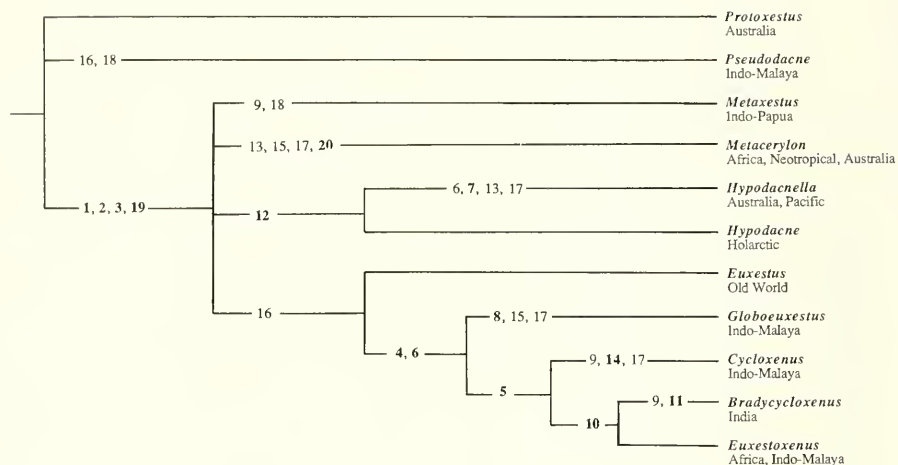 Protoxestus
Australia
16, 18
Pseudodacne
Indo-Malaya
9, 18
Metaxestus
Indo-Papua
13, 15, 17, 20
Metacerylon
Africa, Neotropical, Australia
6, 7, 13, 17
Hypodacnella
Australia, Pacific
1, 2, 3, 19
12
Hypodacne
Holarctic
Euxestus
Old World
16
8, 15, 17
Globoeuxestus
Indo-Malaya
4, 6
9, 14, 17
Cycloxenus
Indo-Malaya
5
9, 11
Bradycycloxenus
India
10
Euxestoxenus
Africa, Indo-Malaya